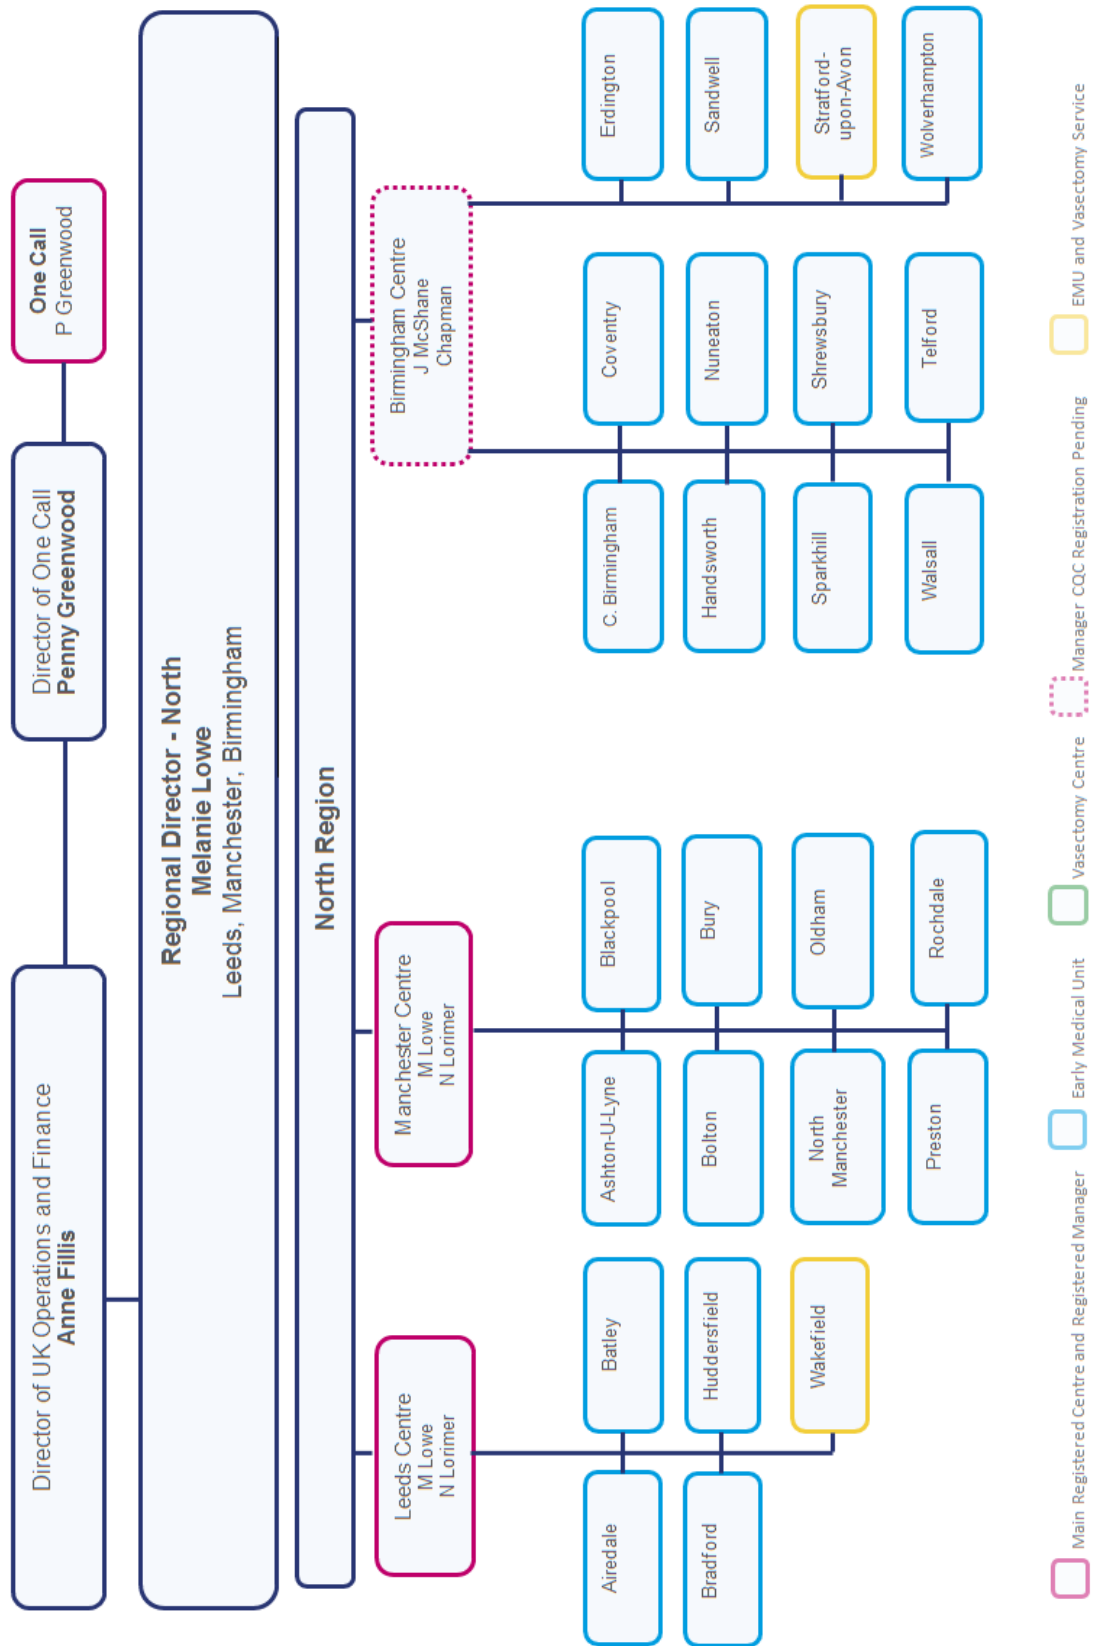 Director of UK Operations and Finance
Anne Fillis
Director of One Call
Penny Greenwood
One Call
P Greenwood
Regional Director - North
Melanie Lowe
Leeds, Manchester, Birmingham
North Region
Leeds Centre
M Lowe
N Lorimer
Manchester Centre
M Lowe
N Lorimer
Birmingham Centre
J McShane
Chapman
Airedale
Batley
Bradford
Huddersfield
Wakefield
Ashton-U-Lyne
Blackpool
Bolton
Bury
North
Manchester
Oldham
Preston
Rochdale
C. Birmingham
Coventry
Handsworth
Nuneaton
Sparkhill
Shrewsbury
Walsall
Telford
Erdington
Sandwell
Stratford-
upon-Avon
Wolverhampton
Main Registered Centre and Registered Manager
Early Medical Unit
Vasectomy Centre
Manager CQC Registration Pending
EMU and Vasectomy Service